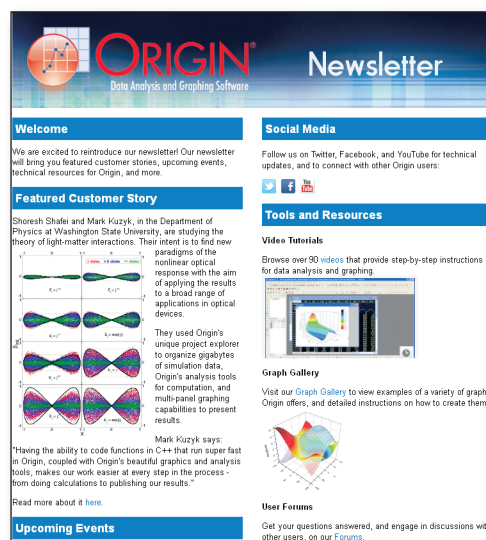 ORIGIN®
Data Analysis and Graphing Software
Newsletter
Welcome
We are excited to reintroduce our newsletter! Our newsletter
will bring you featured customer stories, upcoming events,
technical resources for Origin, and more.
Featured Customer Story
Shoresh Shafei and Mark Kuzyk, in the Department of
Physics at Washington State University, are studying the
theory of light-matter interactions. Their intent is to find new
paradigms of the
nonlinear optical
response with the aim
of applying the results
to a broad range of
applications in optical
devices.
They used Origin's
unique project explorer
to organize gigabytes
of simulation data,
Origin's analysis tools
for computation, and
multi-panel graphing
capabilities to present
results.
Mark Kuzyk says:
"Having the ability to code functions in C++ that run super fast
in Origin, coupled with Origin's beautiful graphics and analysis
tools, makes our work easier at every step in the process -
from doing calculations to publishing our results."
Read more about it here.
Upcoming Events
Social Media
Follow us on Twitter, Facebook, and YouTube for technical
updates, and to connect with other Origin users:
You
Tube
Tools and Resources
Video Tutorials
Browse over 90 videos that provide step-by-step instructions
for data analysis and graphing.
Graph Gallery
Visit our Graph Gallery to view examples of a variety of graph
Origin offers, and detailed instructions on how to create them
User Forums
Get your questions answered, and engage in discussions wit
other users, on our Forums.